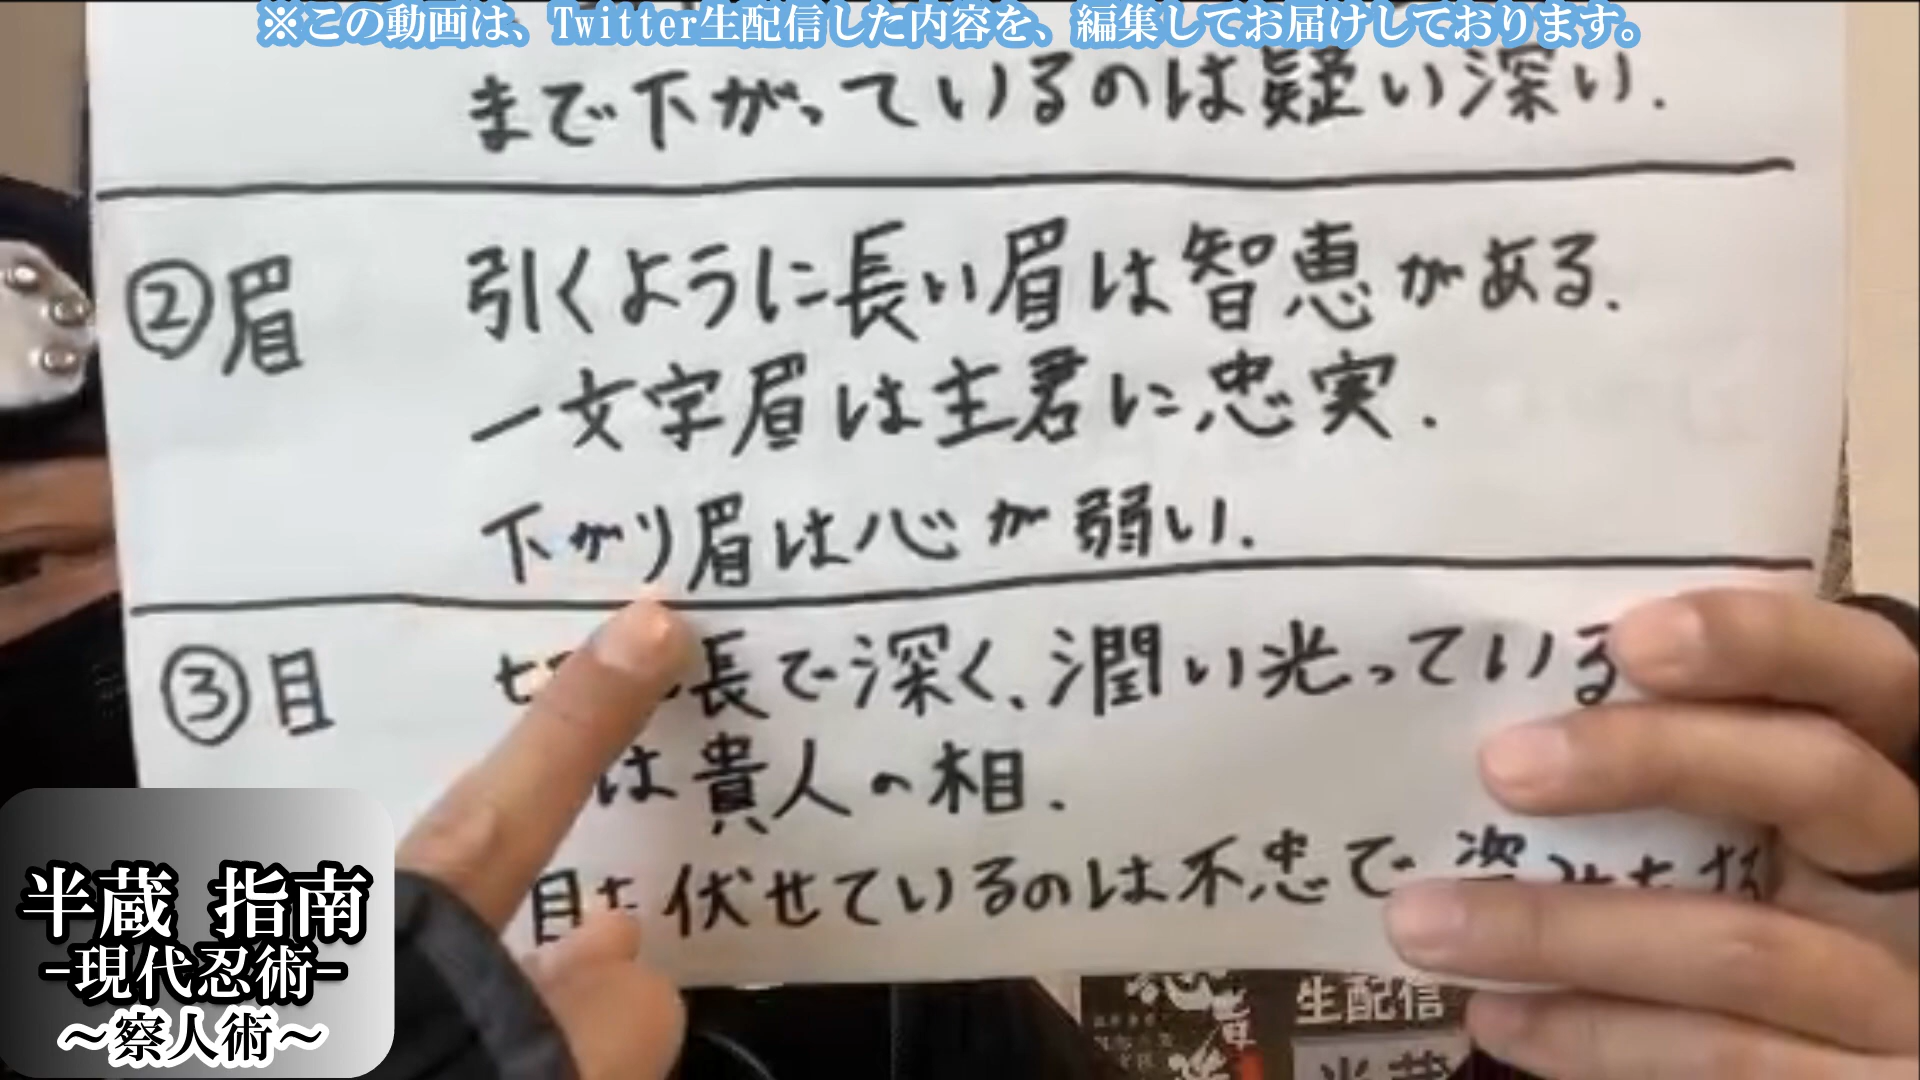 ※この動画は、Twitter生配信した内容を、編集してお届けしております。
まで下がっているのは疑い深い.
②眉 引くように長い眉は智恵がある.
一文字眉は主君に忠実.
下がり眉は心が弱い.
③目 長で深く、潤い光っている
は貴人の相.
目を伏せているのは不忠で
生配信
半蔵
半蔵 指南
-現代忍術-
～察人術～